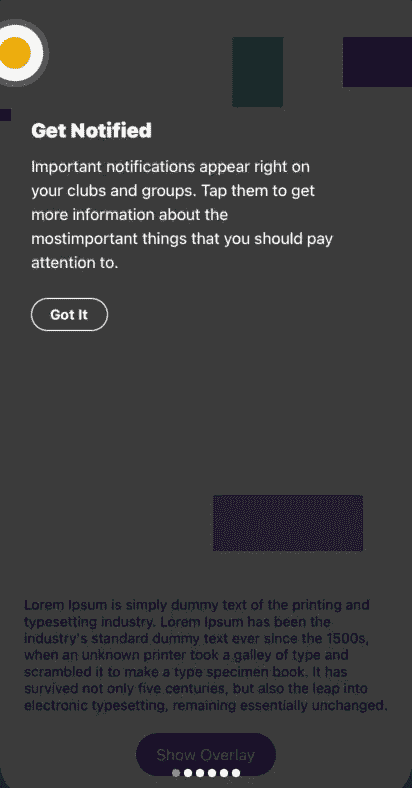 Get Notified
Important notifications appear right on
your clubs and groups. Tap them to get
more information about the
mostimportant things that you should pay
attention to.
Got It
Lorem Ipsum is simply dummy text of the printing and
typesetting industry. Lorem Ipsum has been the
industry's standard dummy text ever since the 1500s,
when an unknown printer took a galley of type and
scrambled it to make a type specimen book. It has
survived not only five centuries, but also the leap into
electronic typesetting, remaining essentially unchanged.
Show Overlay